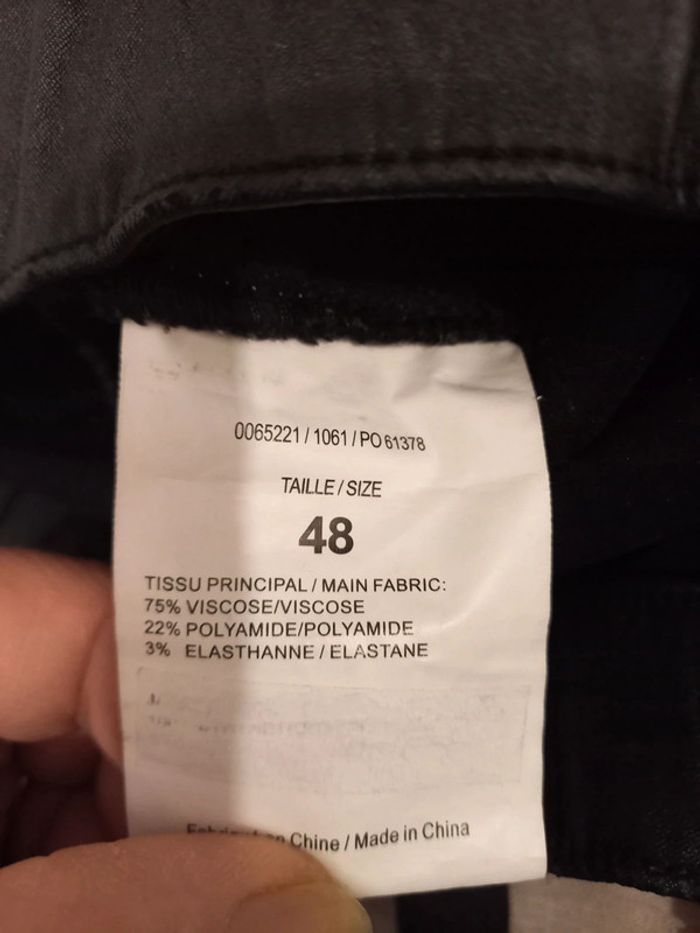 0065221 / 1061 / PO 61378
TAILLE / SIZE
48
TISSU PRINCIPAL / MAIN FABRIC:
75% VISCOSE/VISCOSE
22% POLYAMIDE/POLYAMIDE
3% ELASTHANNE / ELASTANE
Chine / Made in China